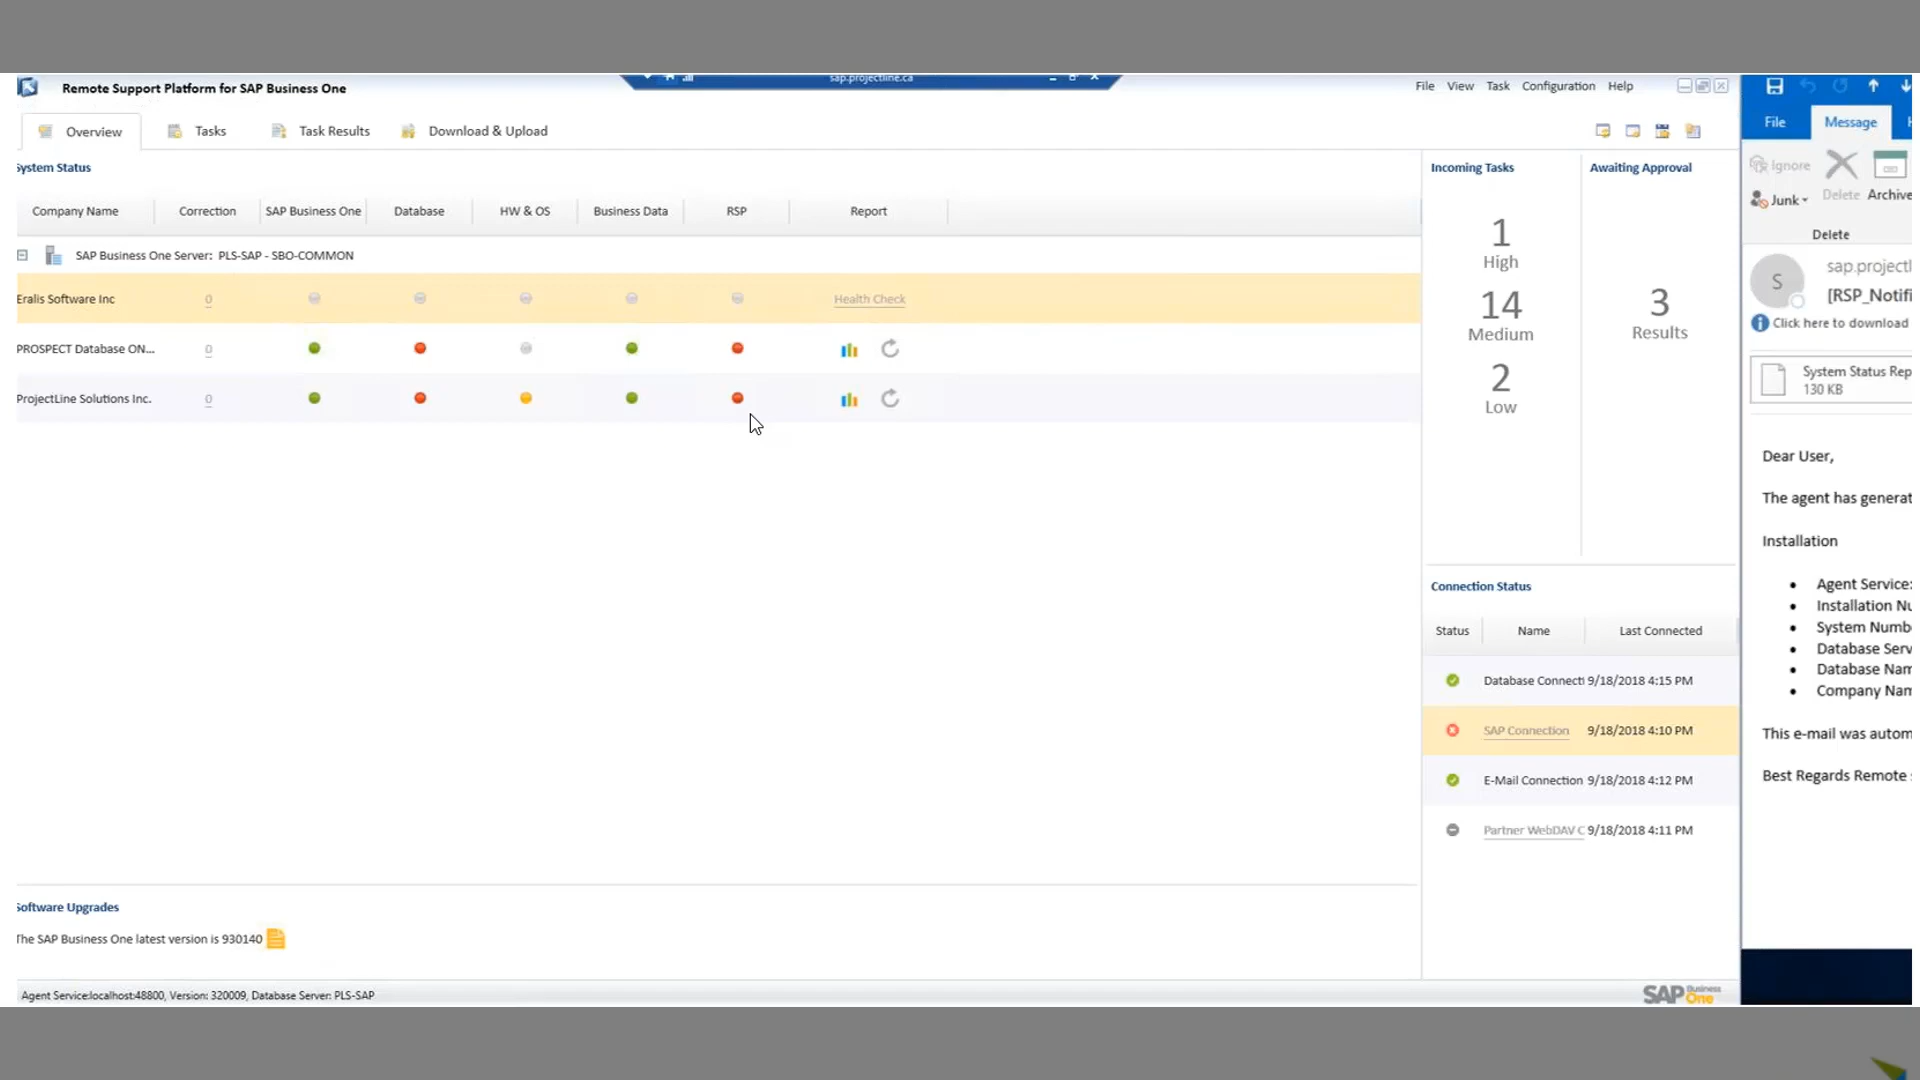 Remote Support Platform for SAP Business One
sap.projectline.ca
File View Task Configuration Help
Overview Tasks Task Results Download & Upload
System Status
Company Name Correction SAP Business One Database HW & OS Business Data RSP Report
SAP Business One Server: PLS-SAP - SBO-COMMON
Eralis Software Inc 0 Health Check
PROSPECT Database ON... 0
ProjectLine Solutions Inc. 0
Incoming Tasks Awaiting Approval
1
High
14
Medium
2
Low
3
Results
Connection Status
Status Name Last Connected
Database Connecti 9/18/2018 4:15 PM
SAP Connection 9/18/2018 4:10 PM
E-Mail Connection 9/18/2018 4:12 PM
Partner WebDAV C 9/18/2018 4:11 PM
Software Upgrades
The SAP Business One latest version is 930140
Agent Service:localhost:48800, Version: 320009, Database Server: PLS-SAP
SAP Business One
File Message
Ignore
Junk Delete Archive
Delete
S
sap.projectl
[RSP_Notifi
Click here to download
System Status Rep
130 KB
Dear User,
The agent has generat
Installation
• Agent Service:
• Installation Nu
• System Numb
• Database Serv
• Database Nam
• Company Nam
This e-mail was autom
Best Regards Remote